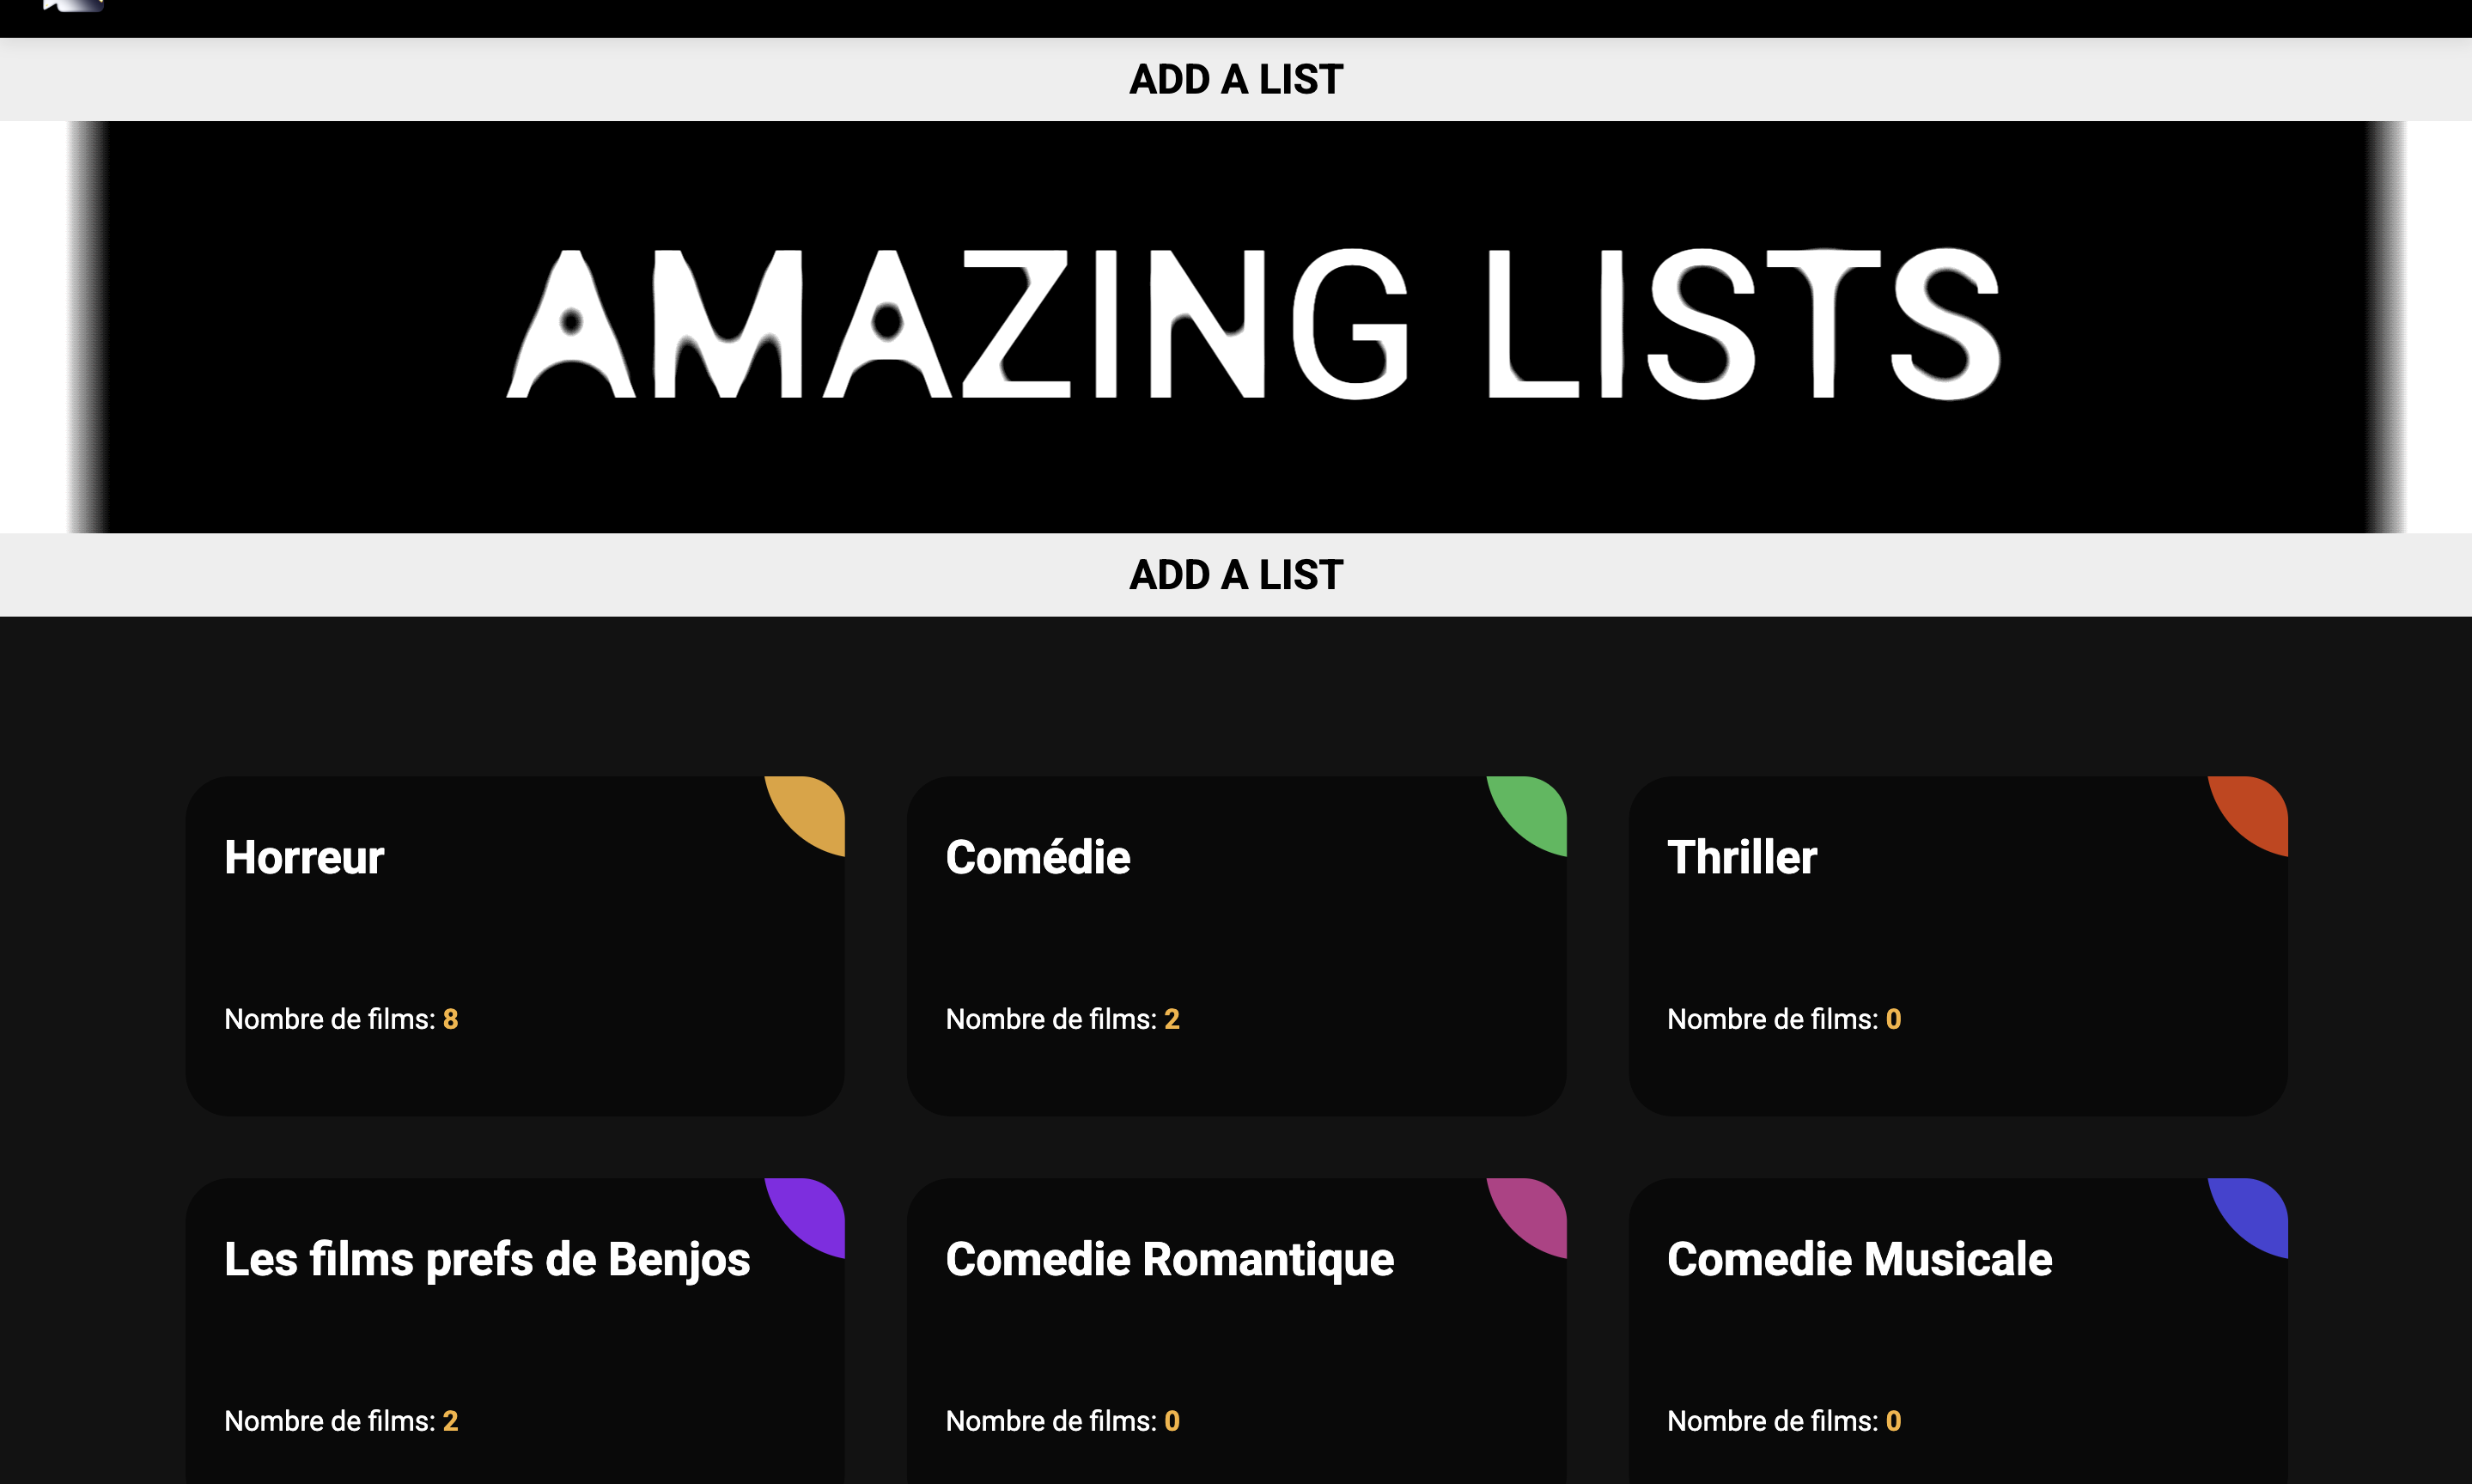 ADD A LIST
AMAZING LISTS
ADD A LIST
Horreur
Nombre de films: 8
Comédie
Nombre de films: 2
Thriller
Nombre de films: 0
Les films prefs de Benjos
Nombre de films: 2
Comedie Romantique
Nombre de films: 0
Comedie Musicale
Nombre de films: 0